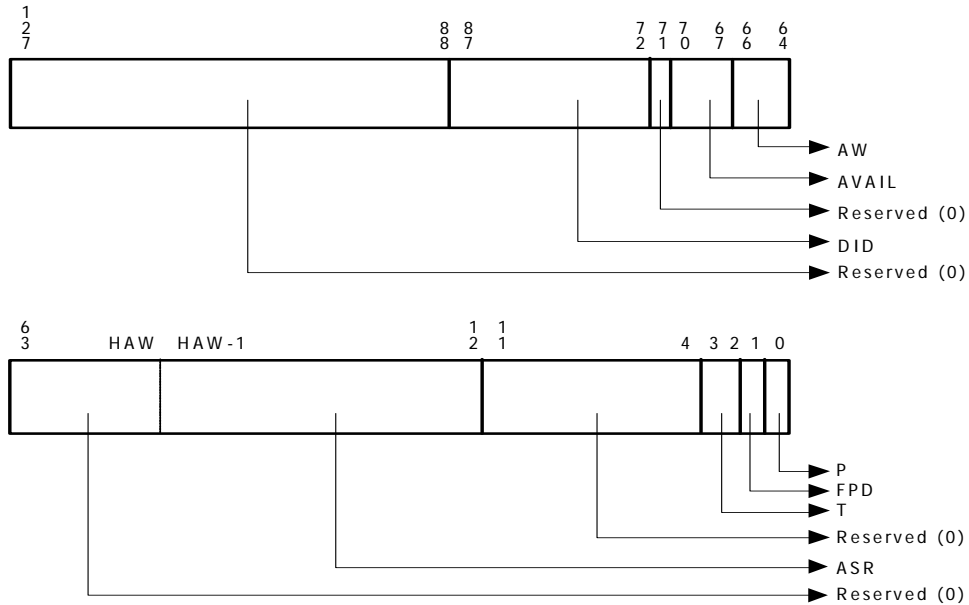 127 88 87 72 71 70 67 66 64
AW
AVAIL
Reserved (0)
DID
Reserved (0)
63 HAW HAW-1 12 11 4 3 2 1 0
P
FPD
T
Reserved (0)
ASR
Reserved (0)